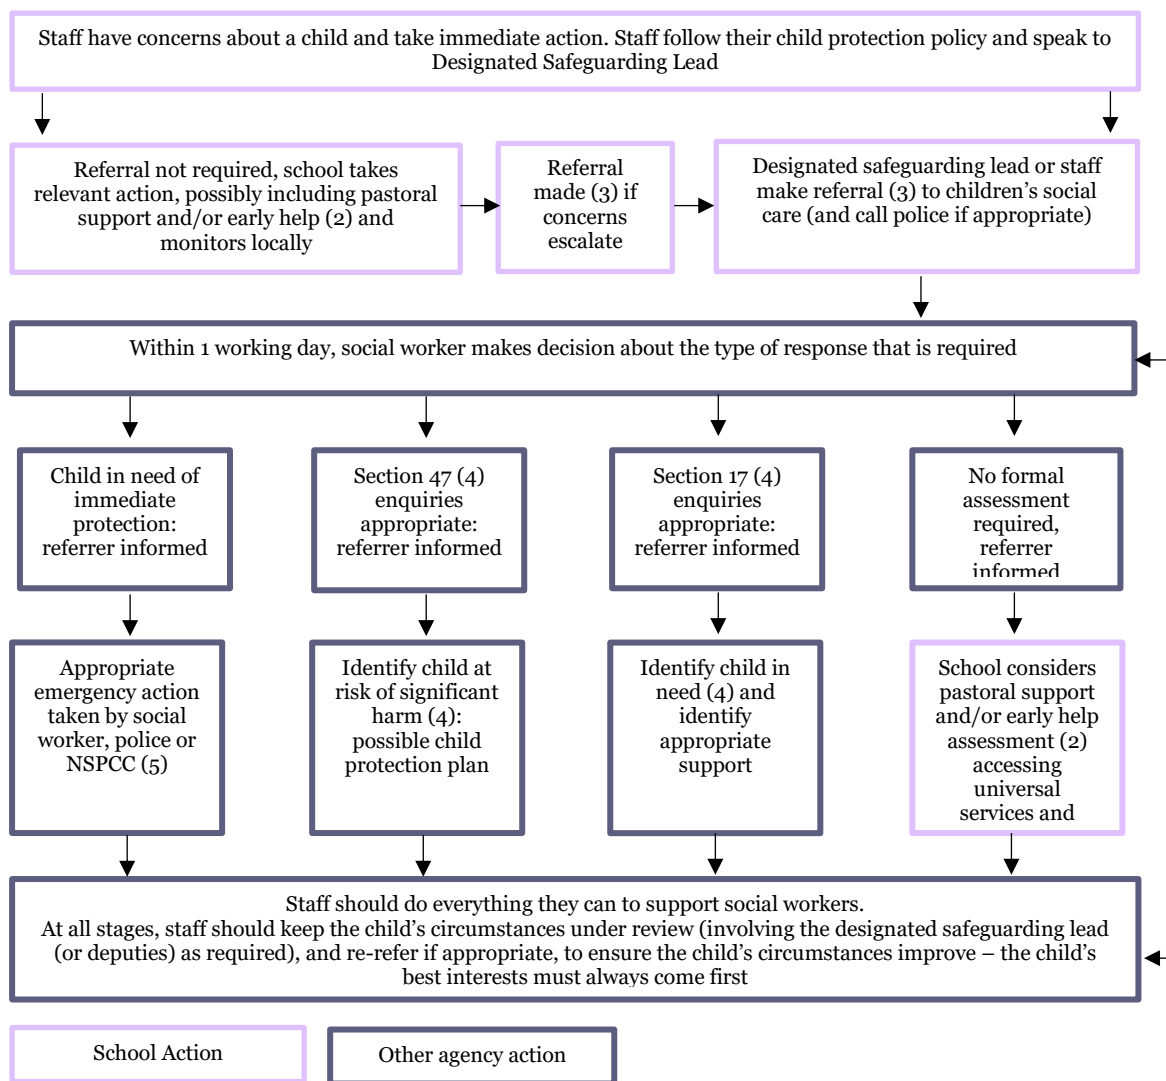 Staff have concerns about a child and take immediate action. Staff follow their child protection policy and speak to
Designated Safeguarding Lead
Referral not required, school takes
relevant action, possibly including pastoral
support and/or early help (2) and
monitors locally
Referral
made (3) if
concerns
escalate
Designated safeguarding lead or staff
make referral (3) to children’s social
care (and call police if appropriate)
Within 1 working day, social worker makes decision about the type of response that is required
Child in need of
immediate
protection:
referrer informed
Section 47 (4)
enquiries
appropriate:
referrer informed
Section 17 (4)
enquiries
appropriate:
referrer informed
No formal
assessment
required,
referrer
informed
Appropriate
emergency action
taken by social
worker, police or
NSPCC (5)
Identify child at
risk of significant
harm (4):
possible child
protection plan
Identify child in
need (4) and
identify
appropriate
support
School considers
pastoral support
and/or early help
assessment (2)
accessing
universal
services and
Staff should do everything they can to support social workers.
At all stages, staff should keep the child’s circumstances under review (involving the designated safeguarding lead
(or deputies) as required), and re-refer if appropriate, to ensure the child’s circumstances improve – the child’s
best interests must always come first
School Action
Other agency action